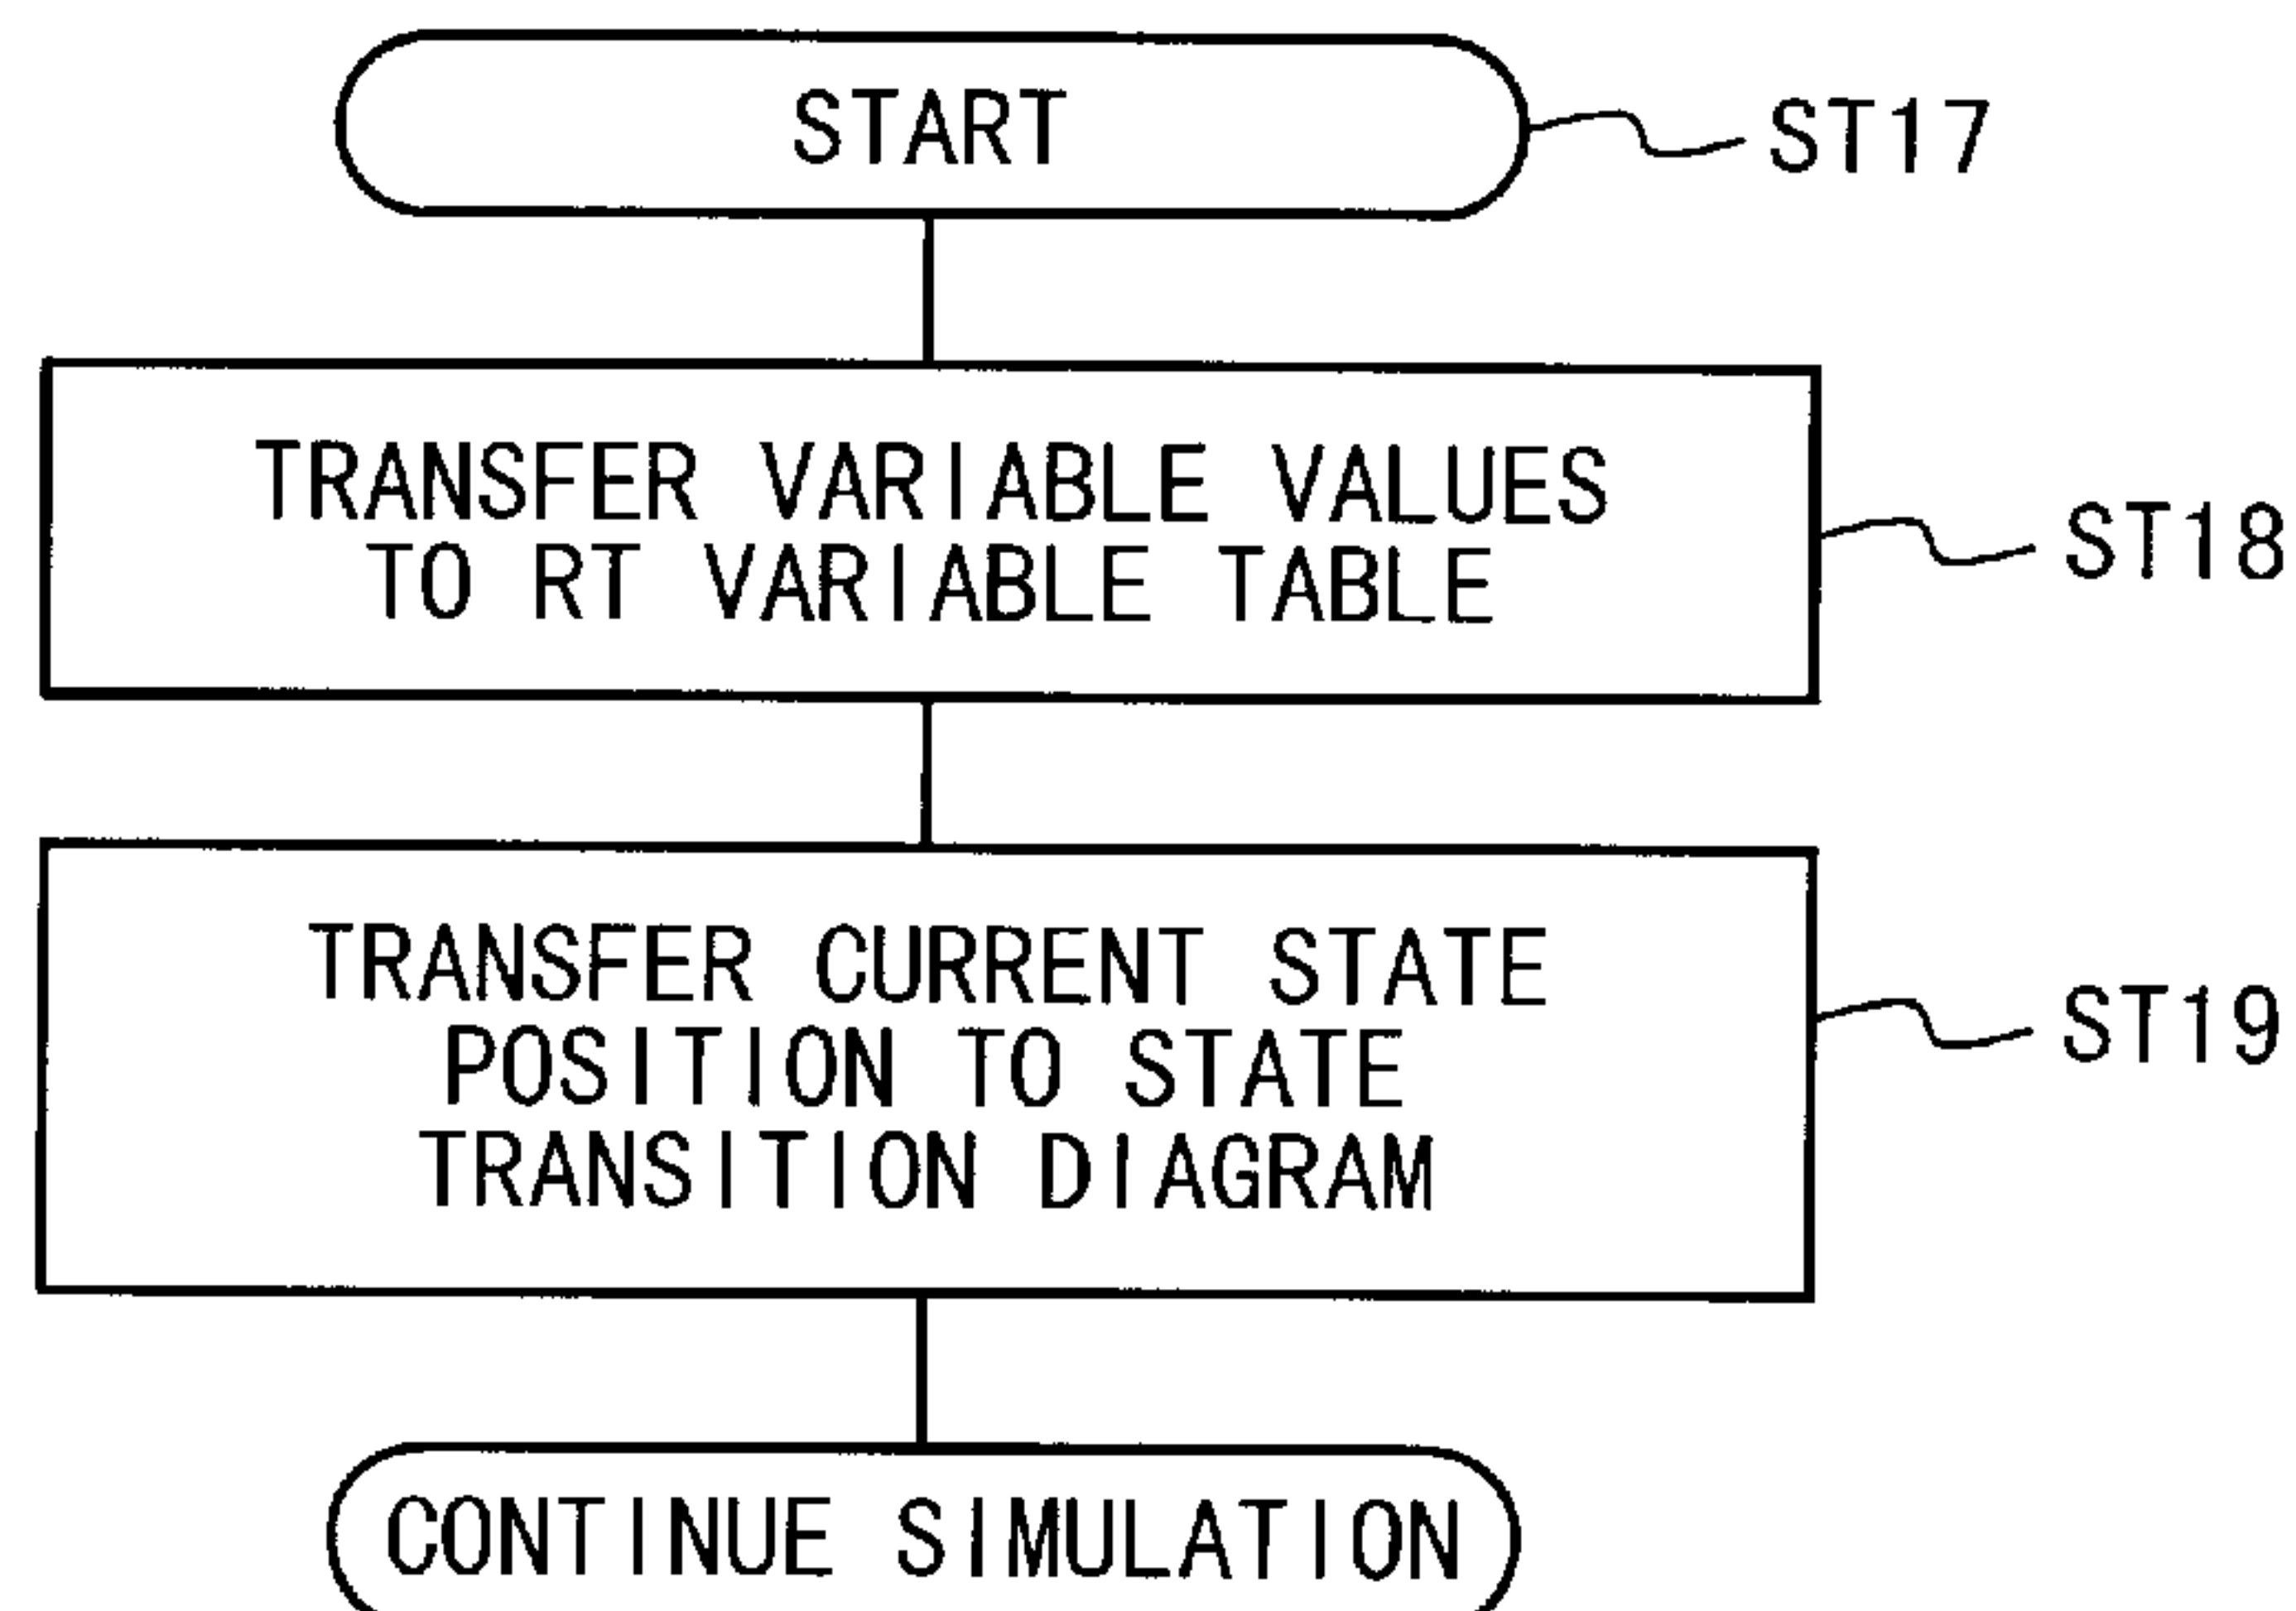 START
ST17
TRANSFER VARIABLE VALUES
TO RT VARIABLE TABLE
ST18
TRANSFER CURRENT STATE
POSITION TO STATE
TRANSITION DIAGRAM
ST19
CONTINUE SIMULATION